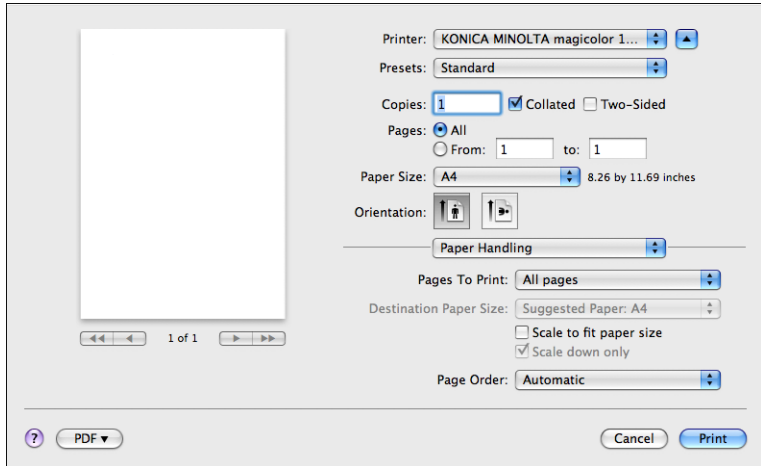 Printer: KONICA MINOLTA magicolor 1...
Presets: Standard
Copies: 1 Collated Two-Sided
Pages: All
From: 1 to: 1
Paper Size: A4 8.26 by 11.69 inches
Orientation:
Paper Handling
Pages To Print: All pages
Destination Paper Size: Suggested Paper: A4
Scale to fit paper size
Scale down only
Page Order: Automatic
1 of 1
? PDF ▼ Cancel Print